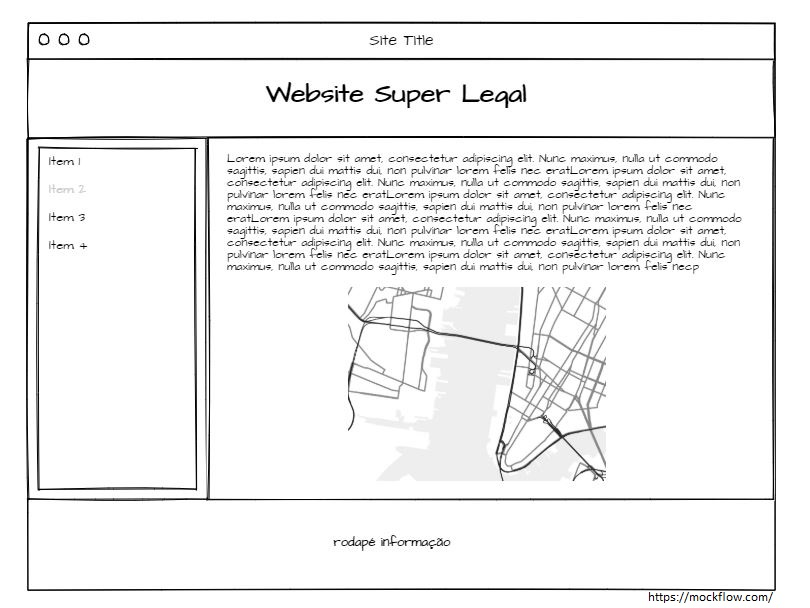 Site Title
Website Super Legal
Item 1
Item 2
Item 3
Item 4
Lorem ipsum dolor sit amet, consectetur adipiscing elit. Nunc maximus, nulla ut commodo
sagittis, sapien dui mattis dui, non pulvinar lorem felis nec eratLorem ipsum dolor sit amet,
consectetur adipiscing elit. Nunc maximus, nulla ut commodo sagittis, sapien dui mattis dui, non
pulvinar lorem felis nec eratLorem ipsum dolor sit amet, consectetur adipiscing elit. Nunc
maximus, nulla ut commodo sagittis, sapien dui mattis dui, non pulvinar lorem felis nec
eratLorem ipsum dolor sit amet, consectetur adipiscing elit. Nunc maximus, nulla ut commodo
sagittis, sapien dui mattis dui, non pulvinar lorem felis nec eratLorem ipsum dolor sit amet,
consectetur adipiscing elit. Nunc maximus, nulla ut commodo sagittis, sapien dui mattis dui, non
pulvinar lorem felis nec eratLorem ipsum dolor sit amet, consectetur adipiscing elit. Nunc
maximus, nulla ut commodo sagittis, sapien dui mattis dui, non pulvinar lorem felis necp
rodapé informação
https://mockflow.com/